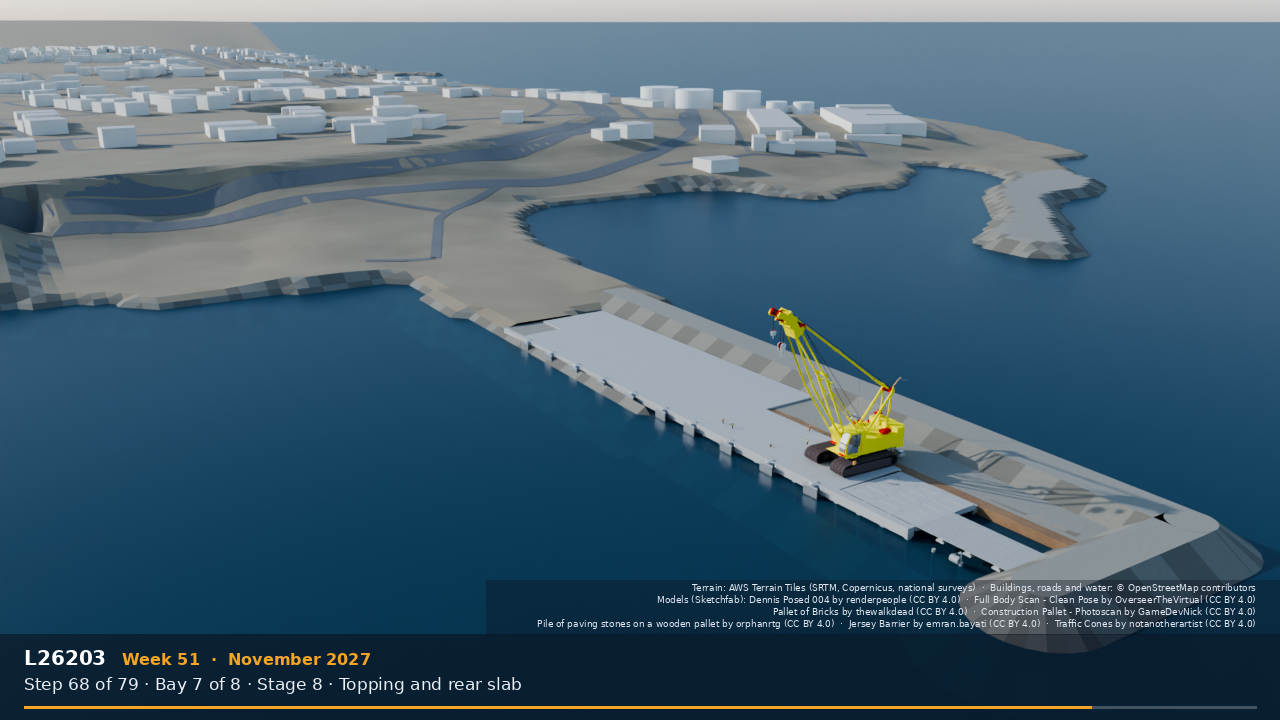 Terrain: AWS Terrain Tiles (SRTM, Copernicus, national surveys)  ·  Buildings, roads and water: © OpenStreetMap contributors
Models (Sketchfab): Dennis Posed 004 by renderpeople (CC BY 4.0)  ·  Full Body Scan - Clean Pose by OverseerTheVirtual (CC BY 4.0)
Pallet of Bricks by thewalkdead (CC BY 4.0)  ·  Construction Pallet - Photoscan by GameDevNick (CC BY 4.0)
Pile of paving stones on a wooden pallet by orphanrtg (CC BY 4.0)  ·  Jersey Barrier by emran.bayati (CC BY 4.0)  ·  Traffic Cones by notanotherartist (CC BY 4.0)
L26203  Week 51  ·  November 2027
Step 68 of 79 · Bay 7 of 8 · Stage 8 · Topping and rear slab